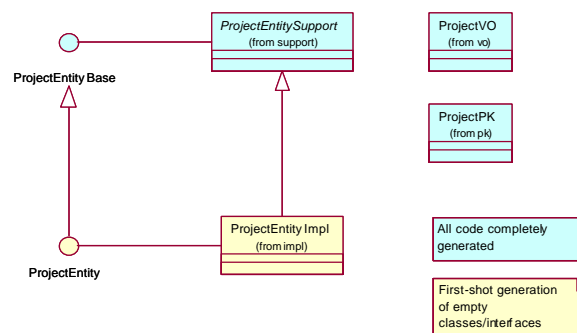 ProjectEntitySupport
(from support)
ProjectVO
(from vo)
ProjectEntity Base
ProjectPK
(from pk)
ProjectEntity Impl
(from impl)
ProjectEntity
All code completely
generated
First-shot generation
of empty
classes/interfaces